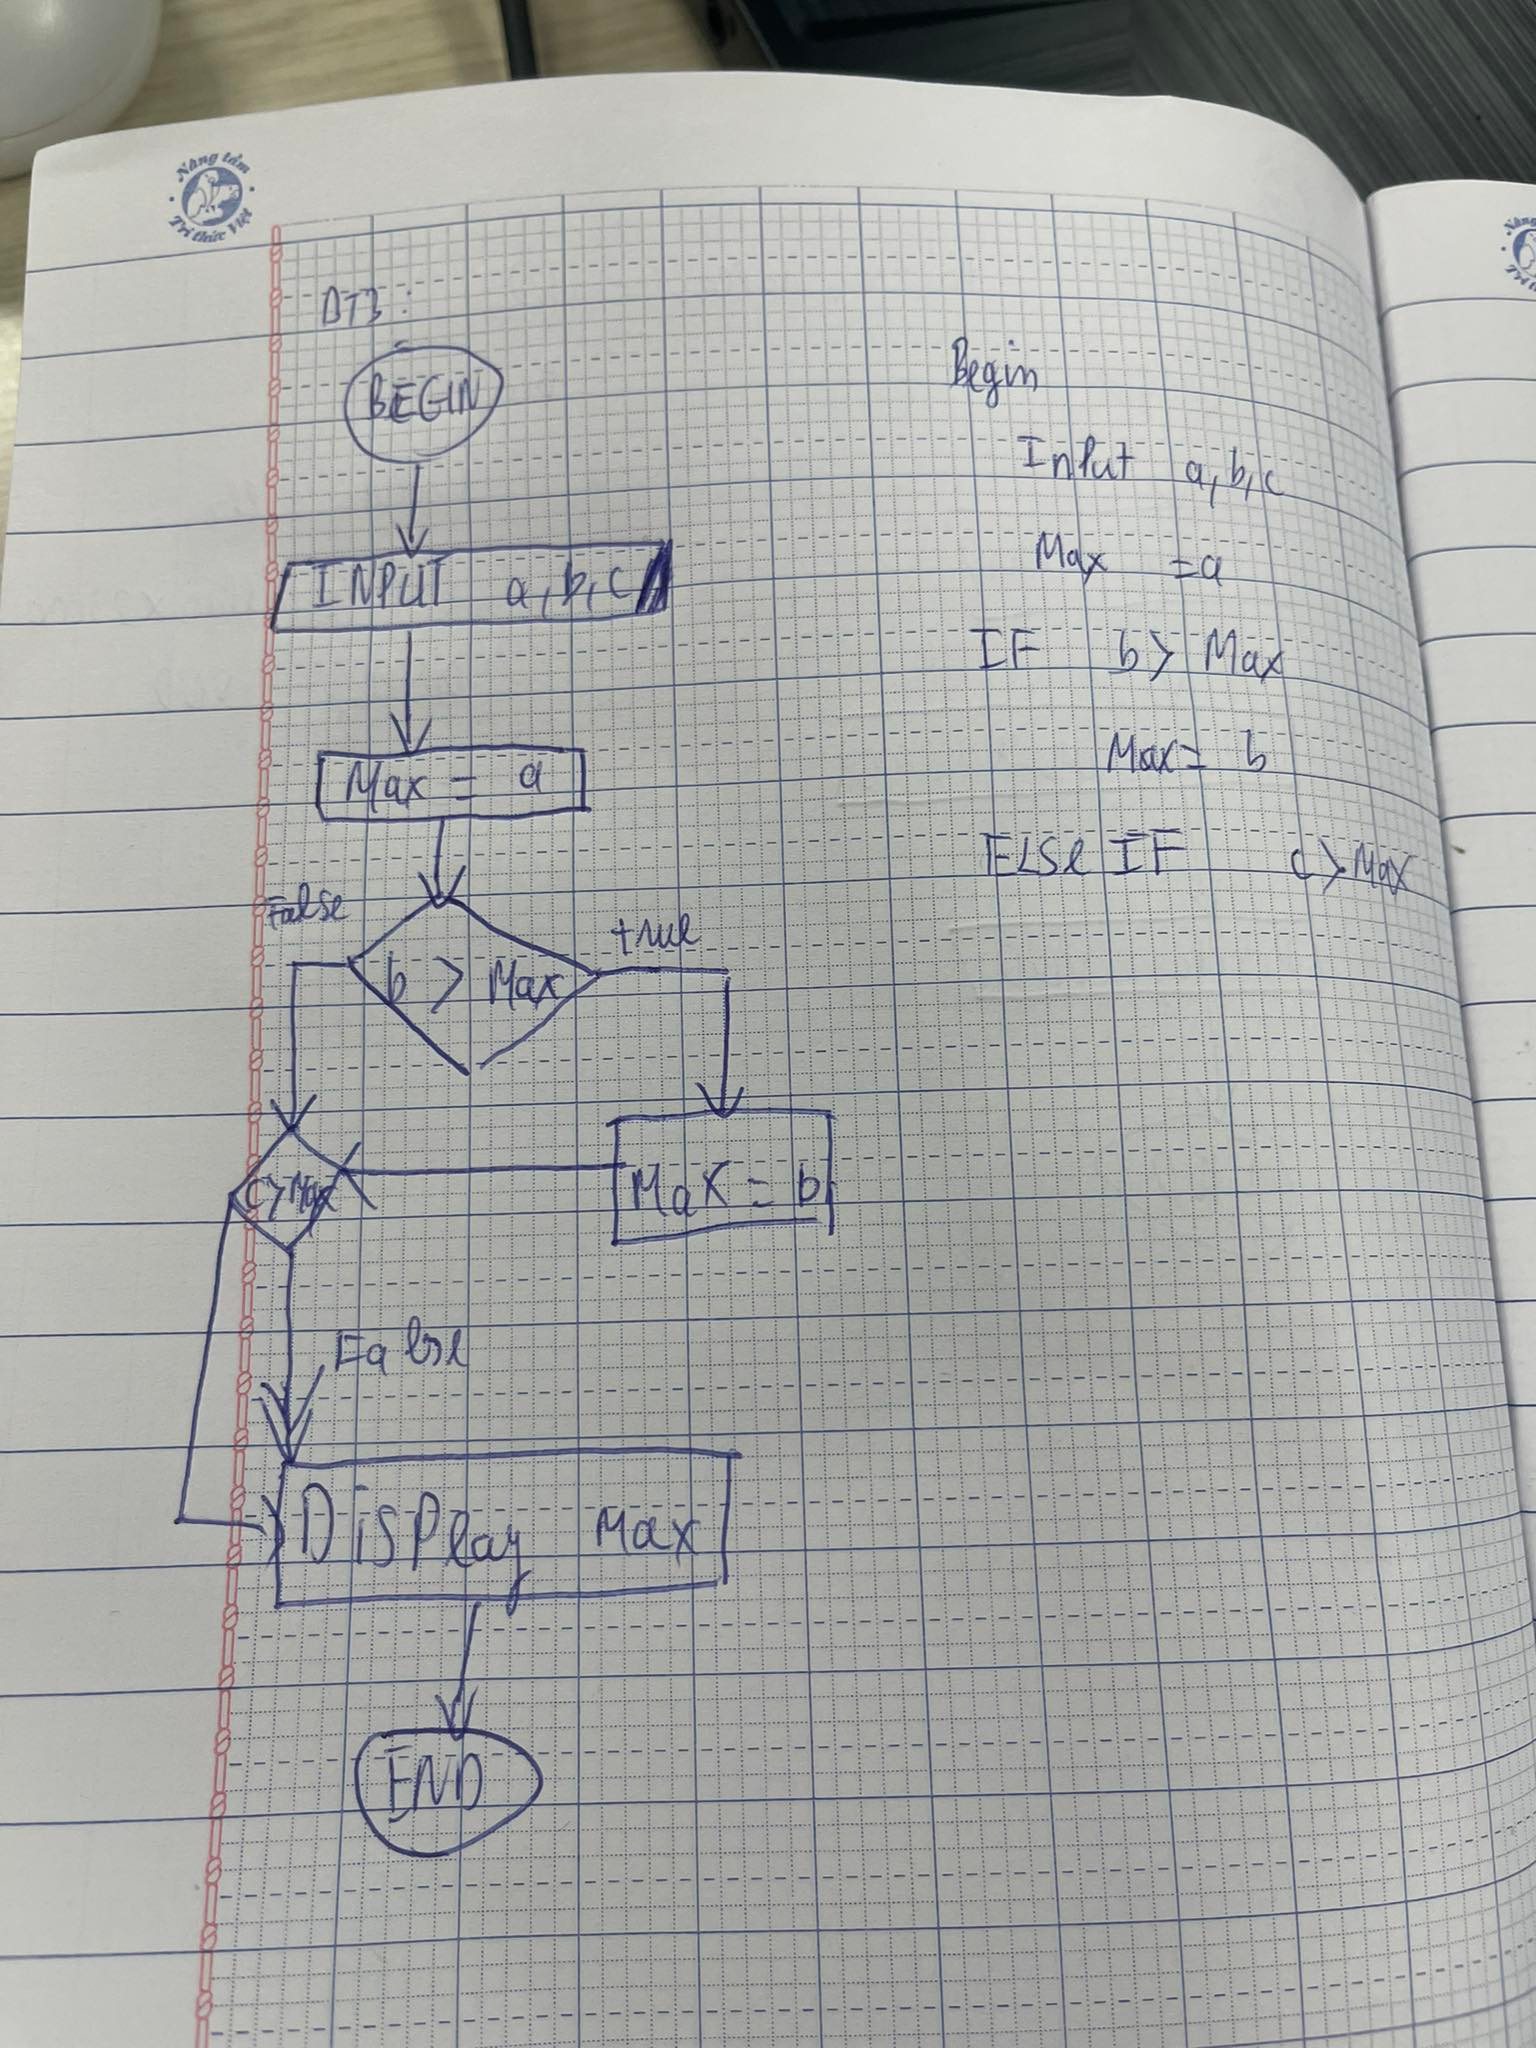 Nâng tầm
Tri thức Việt
BT3:
BEGIN
INPUT a, b, c
Max = a
False
true
b > Max
c > Max
Max = b
False
Display Max
END
Begin
Input a, b, c
Max = a
IF b > Max
Max = b
ELSE IF c > Max